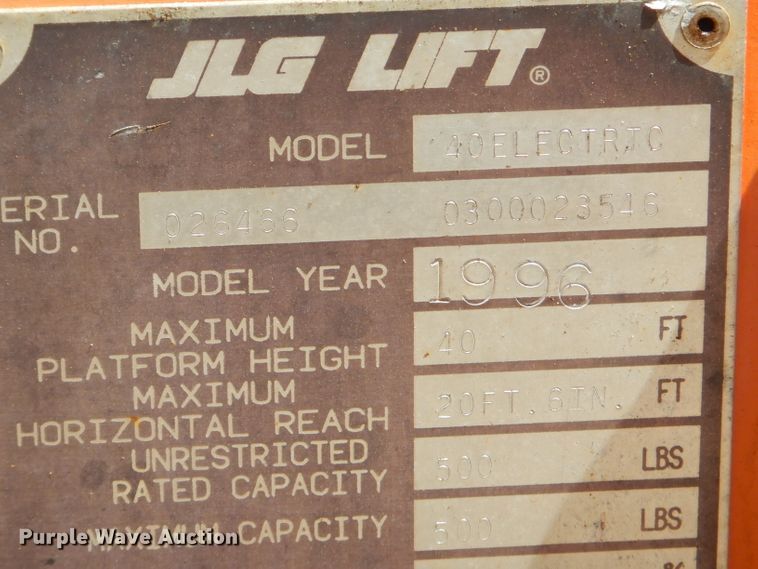 JLG LIFT®
MODEL 40ELECTRIC
ERIAL NO. 026466 0300023546
MODEL YEAR 1996
MAXIMUM
PLATFORM HEIGHT 40 FT
MAXIMUM
HORIZONTAL REACH 20FT.6IN. FT
UNRESTRICTED
RATED CAPACITY 500 LBS
MAXIMUM CAPACITY 500 LBS
Purple Wave Auction